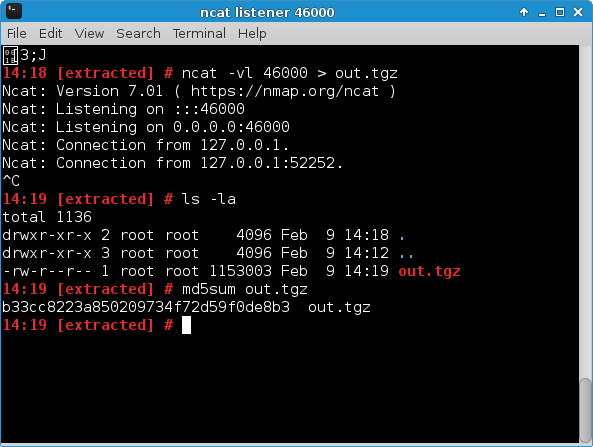 ncat listener 46000
File Edit View Search Terminal Help
3;J
14:18 [extracted] # ncat -vl 46000 > out.tgz
Ncat: Version 7.01 ( https://nmap.org/ncat )
Ncat: Listening on :::46000
Ncat: Listening on 0.0.0.0:46000
Ncat: Connection from 127.0.0.1.
Ncat: Connection from 127.0.0.1:52252.
^C
14:19 [extracted] # ls -la
total 1136
drwxr-xr-x 2 root root    4096 Feb  9 14:18 .
drwxr-xr-x 3 root root    4096 Feb  9 14:12 ..
-rw-r--r-- 1 root root 1153003 Feb  9 14:19 out.tgz
14:19 [extracted] # md5sum out.tgz
b33cc8223a850209734f72d59f0de8b3  out.tgz
14:19 [extracted] #